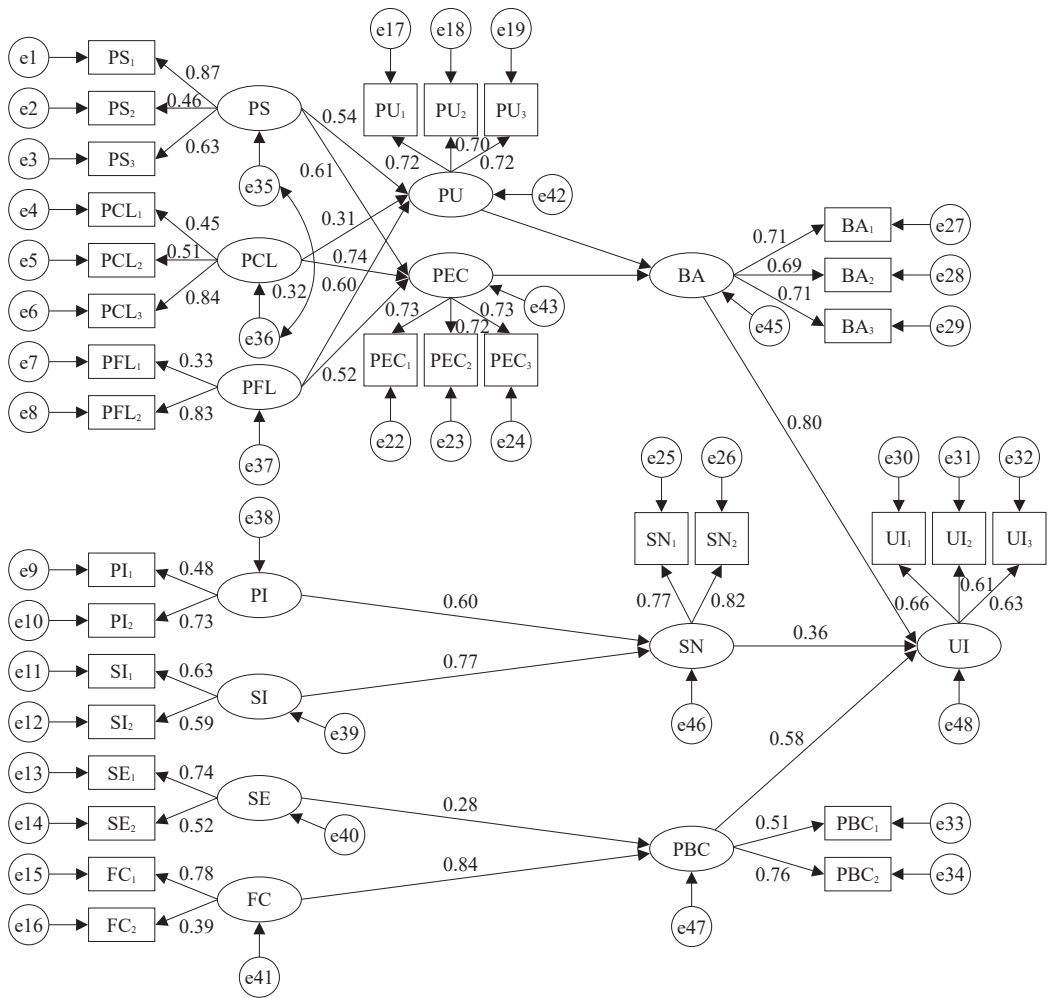 e17 e18 e19
e1 PS1 0.87
e2 PS2 0.46 PS 0.54 PU1 PU2 PU3
e3 PS3 0.63 0.61 0.72 0.70 0.72
e35 PU e42
e4 PCL1 0.45 0.31 BA1 e27
e5 PCL2 0.51 PCL 0.74 PEC BA 0.71 0.69 BA2 e28
e6 PCL3 0.84 0.32 0.60 e43 0.71 BA3 e29
e36 0.73 0.72 0.73 e45
e7 PFL1 0.33 PEC1 PEC2 PEC3
e8 PFL2 0.83 PFL 0.52
e37 e22 e23 e24 0.80
e25 e26 e30 e31 e32
e38 SN1 SN2 UI1 UI2 UI3
e9 PI1 0.48 PI 0.60 0.77 0.82 0.66 0.61 0.63
e10 PI2 0.73
SN 0.36 UI
e11 SI1 0.63 SI 0.77
e12 SI2 0.59 e39 e46 e48
0.58
e13 SE1 0.74 SE 0.28
e14 SE2 0.52 e40 PBC 0.51 PBC1 e33
e15 FC1 0.78 FC 0.84 0.76 PBC2 e34
e16 FC2 0.39 e47
e41